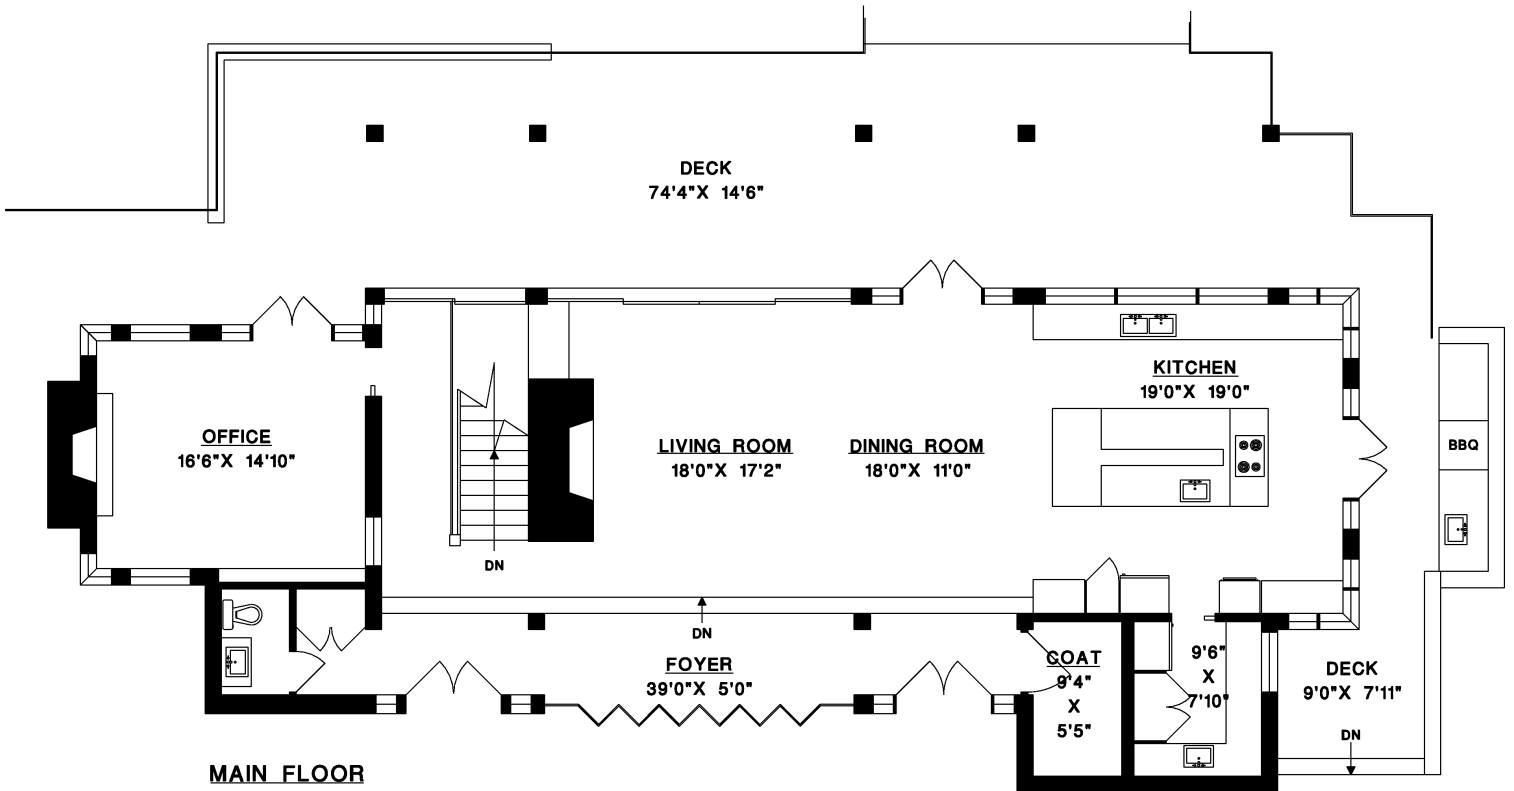 DECK
74'4"X 14'6"
KITCHEN
19'0"X 19'0"
OFFICE
16'6"X 14'10"
LIVING ROOM
18'0"X 17'2"
DINING ROOM
18'0"X 11'0"
BBQ
DN
DN
FOYER
39'0"X 5'0"
COAT
9'4"
X
5'5"
9'6"
X
7'10"
DECK
9'0"X 7'11"
DN
MAIN FLOOR